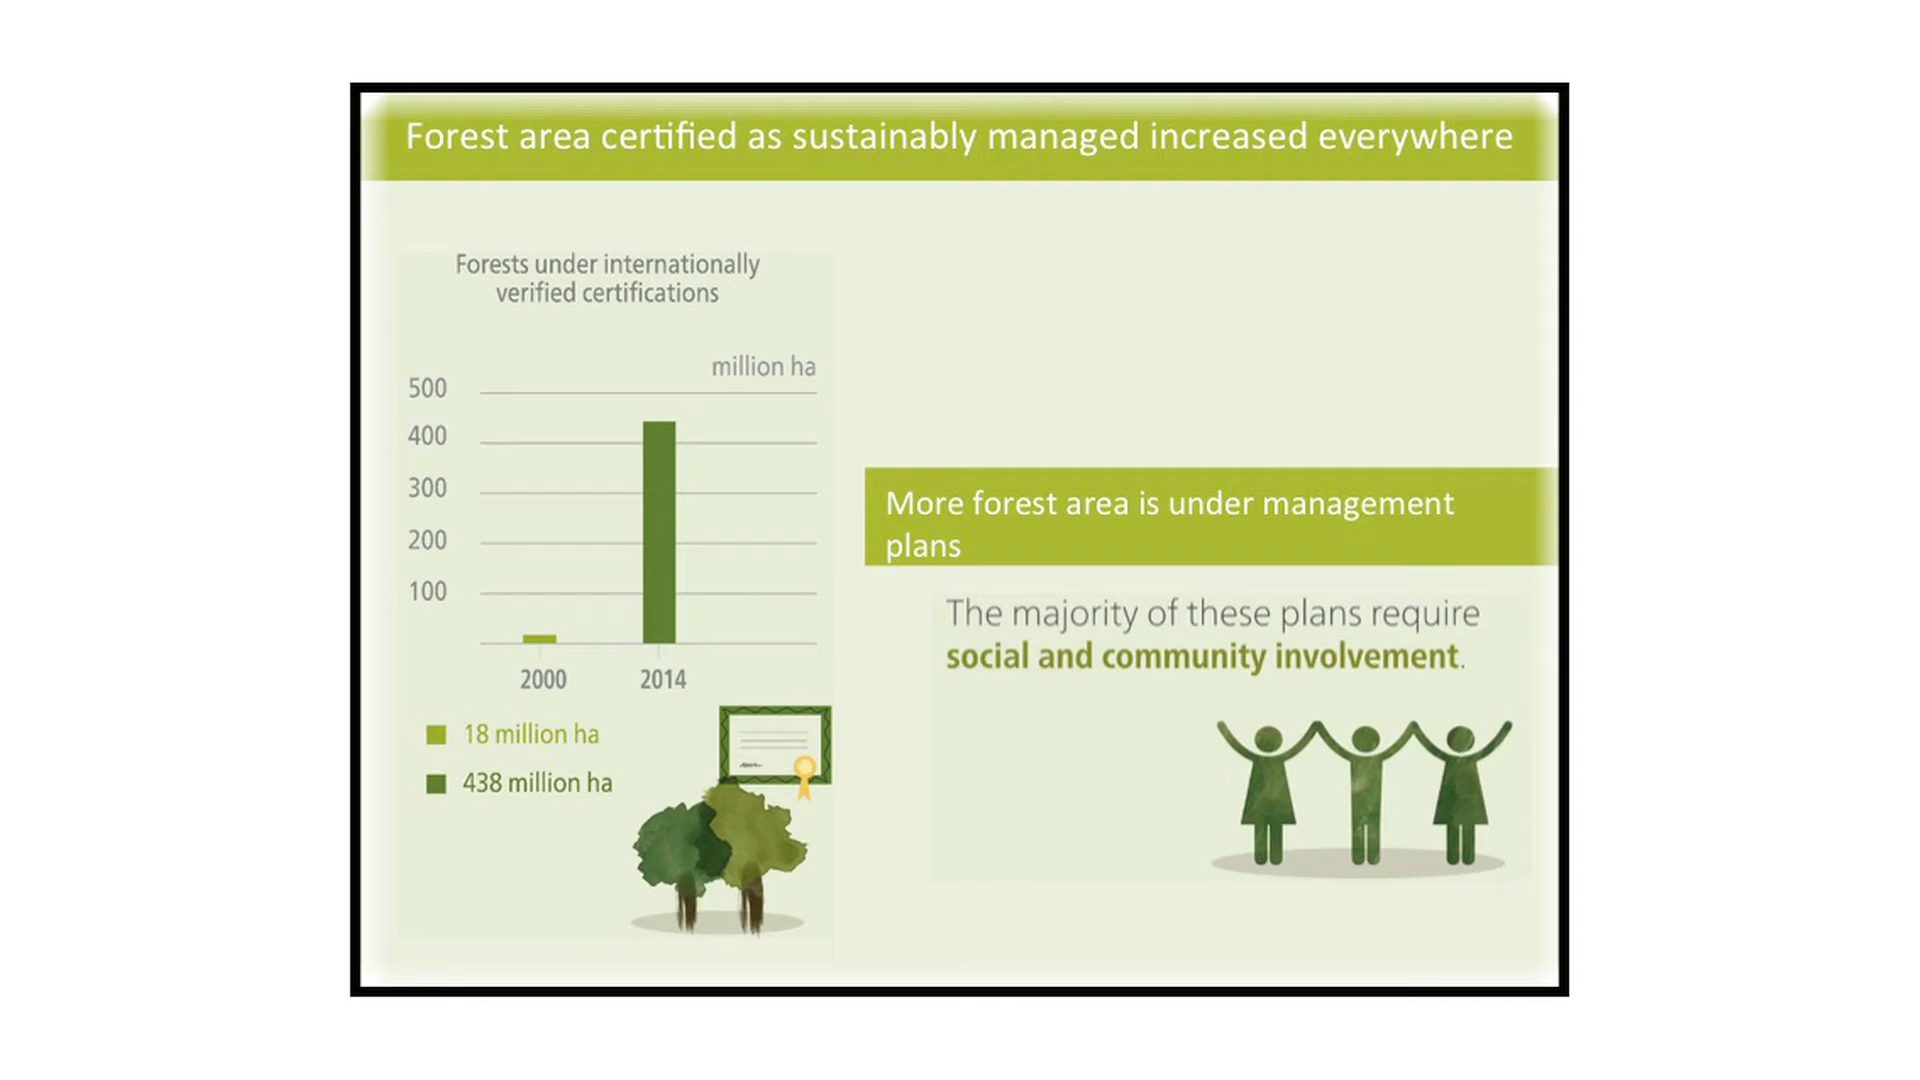 Forest area certified as sustainably managed increased everywhere
Forests under internationally
verified certifications
million ha
500
400
300
200
100
2000
2014
18 million ha
438 million ha
More forest area is under management
plans
The majority of these plans require
social and community involvement.